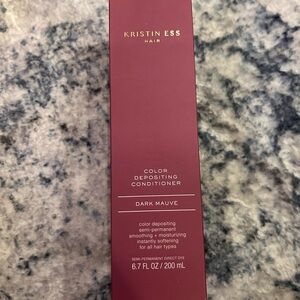 KRISTIN ESS
HAIR
COLOR
DEPOSITING
CONDITIONER
DARK MAUVE
color depositing
semi-permanent
smoothing + moisturizing
instantly softening
for all hair types
SEMI-PERMANENT DIRECT DYE
6.7 FL OZ / 200 mL